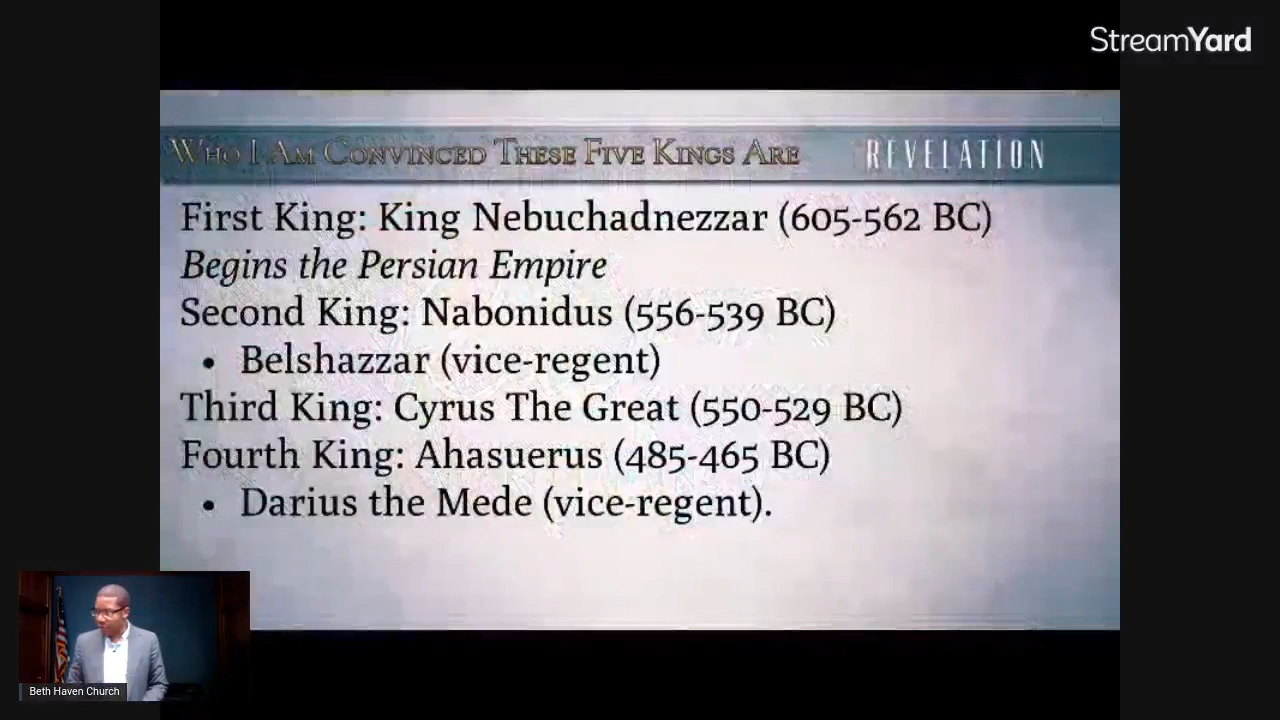 StreamYard
WHO I AM CONVINCED THESE FIVE KINGS ARE REVELATION
First King: King Nebuchadnezzar (605-562 BC)
Begins the Persian Empire
Second King: Nabonidus (556-539 BC)
• Belshazzar (vice-regent)
Third King: Cyrus The Great (550-529 BC)
Fourth King: Ahasuerus (485-465 BC)
• Darius the Mede (vice-regent).
Beth Haven Church